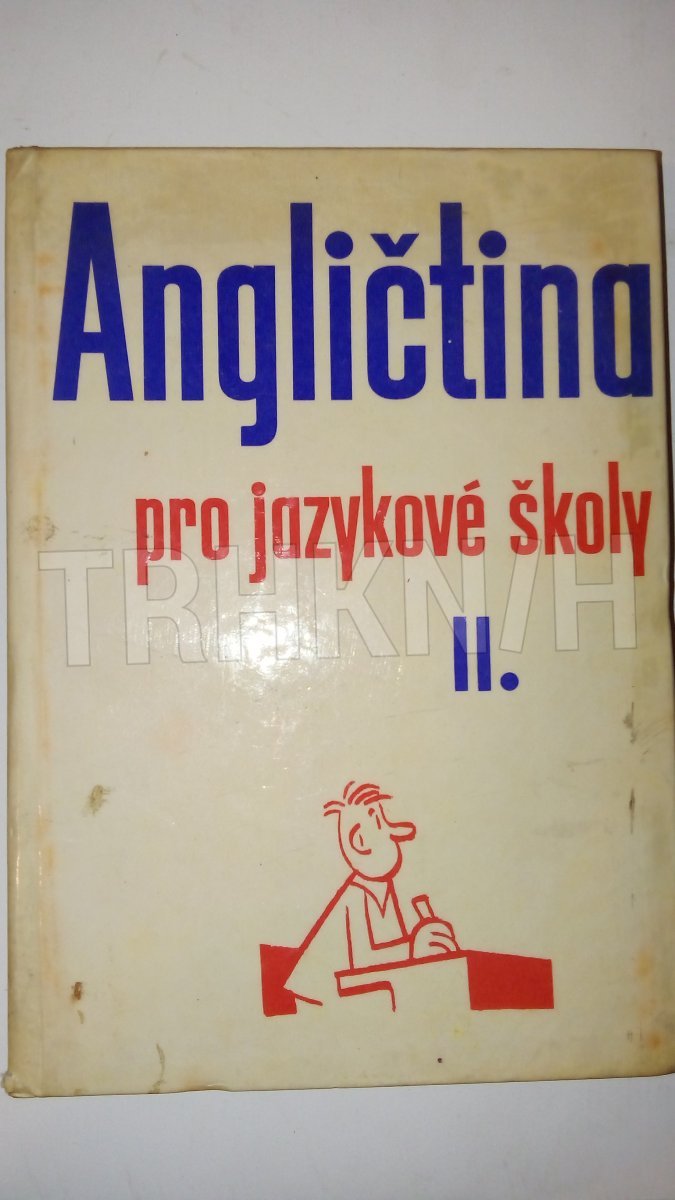 Angličtina
pro jazykové školy
TRHKNIH
II.